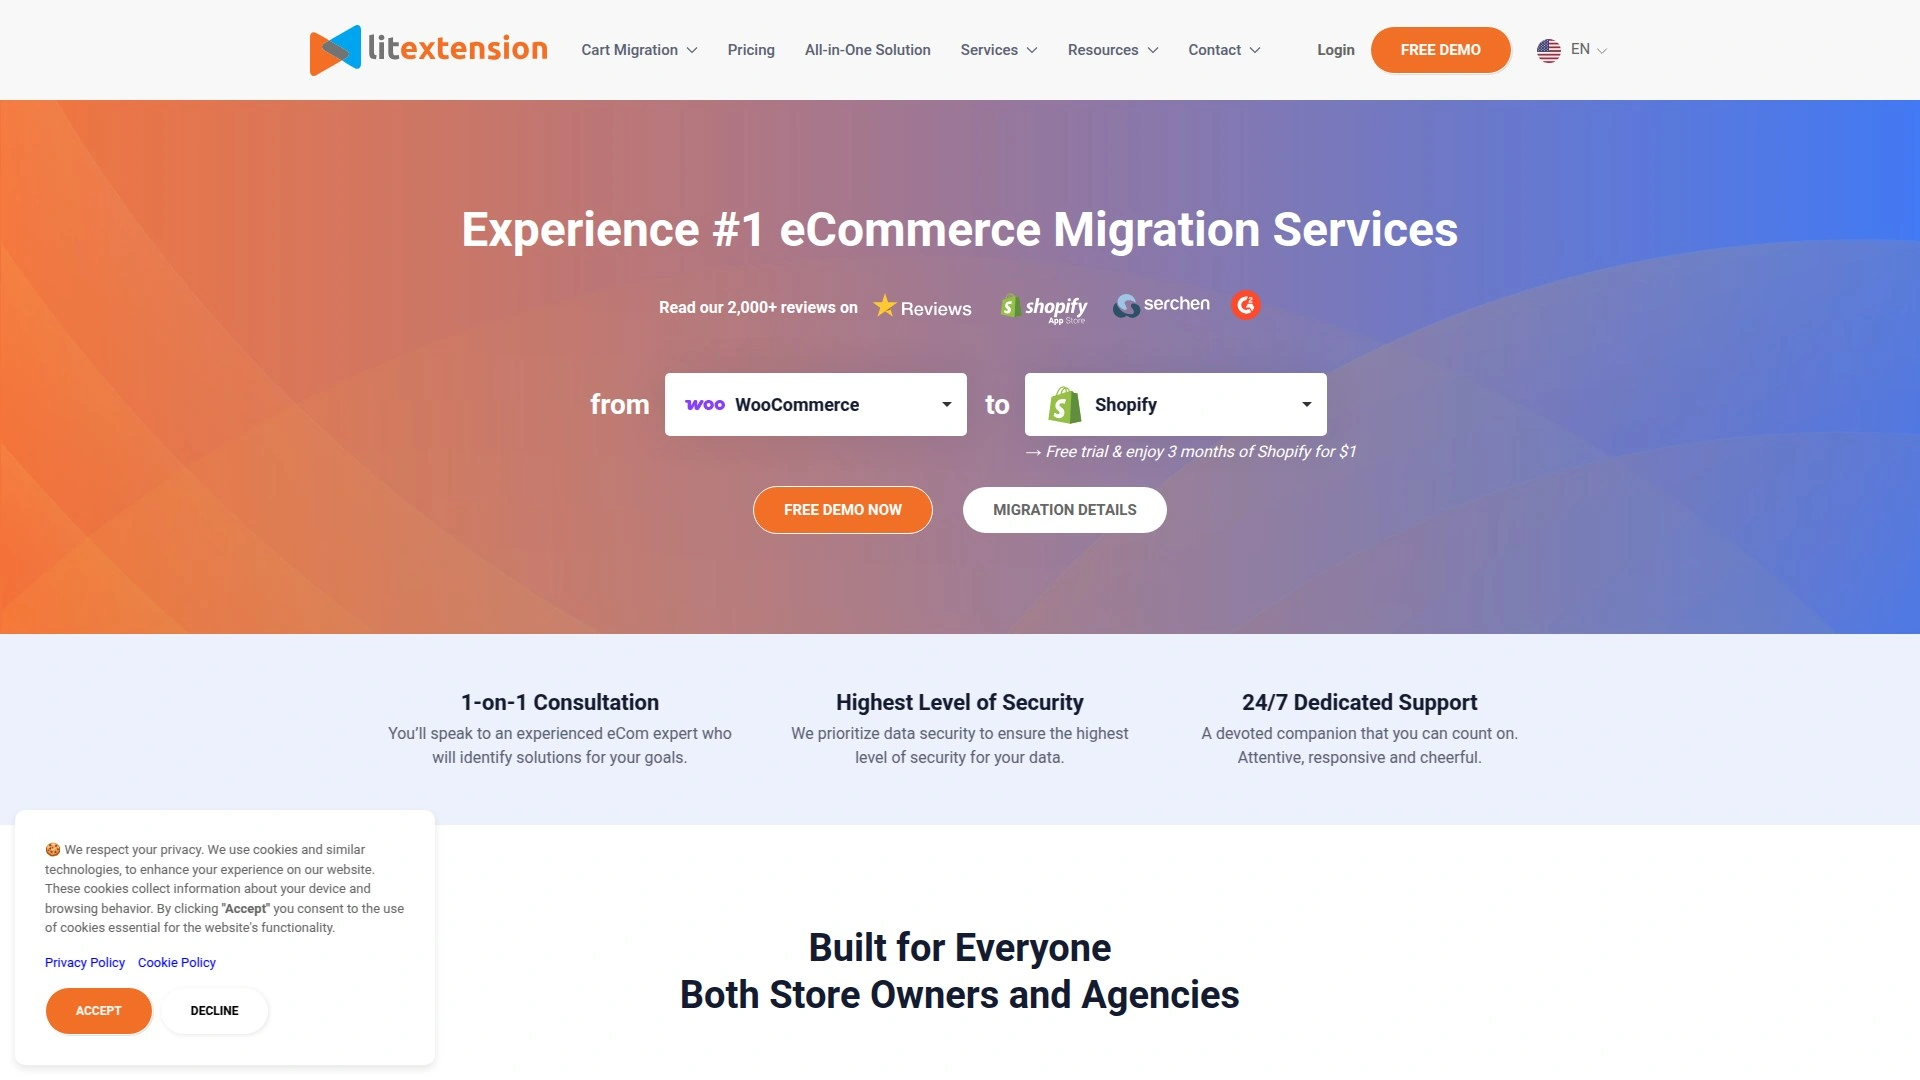 litextension
Cart Migration
Pricing
All-in-One Solution
Services
Resources
Contact
Login
FREE DEMO
EN
Experience #1 eCommerce Migration Services
Read our 2,000+ reviews on
Reviews
shopify
App Store
serchen
G2
from
woo WooCommerce
to
S Shopify
→ Free trial & enjoy 3 months of Shopify for $1
FREE DEMO NOW
MIGRATION DETAILS
1-on-1 Consultation
You’ll speak to an experienced eCom expert who
will identify solutions for your goals.
Highest Level of Security
We prioritize data security to ensure the highest
level of security for your data.
24/7 Dedicated Support
A devoted companion that you can count on.
Attentive, responsive and cheerful.
🍪 We respect your privacy. We use cookies and similar
technologies, to enhance your experience on our website.
These cookies collect information about your device and
browsing behavior. By clicking "Accept" you consent to the use
of cookies essential for the website's functionality.
Privacy Policy
Cookie Policy
ACCEPT
DECLINE
Built for Everyone
Both Store Owners and Agencies